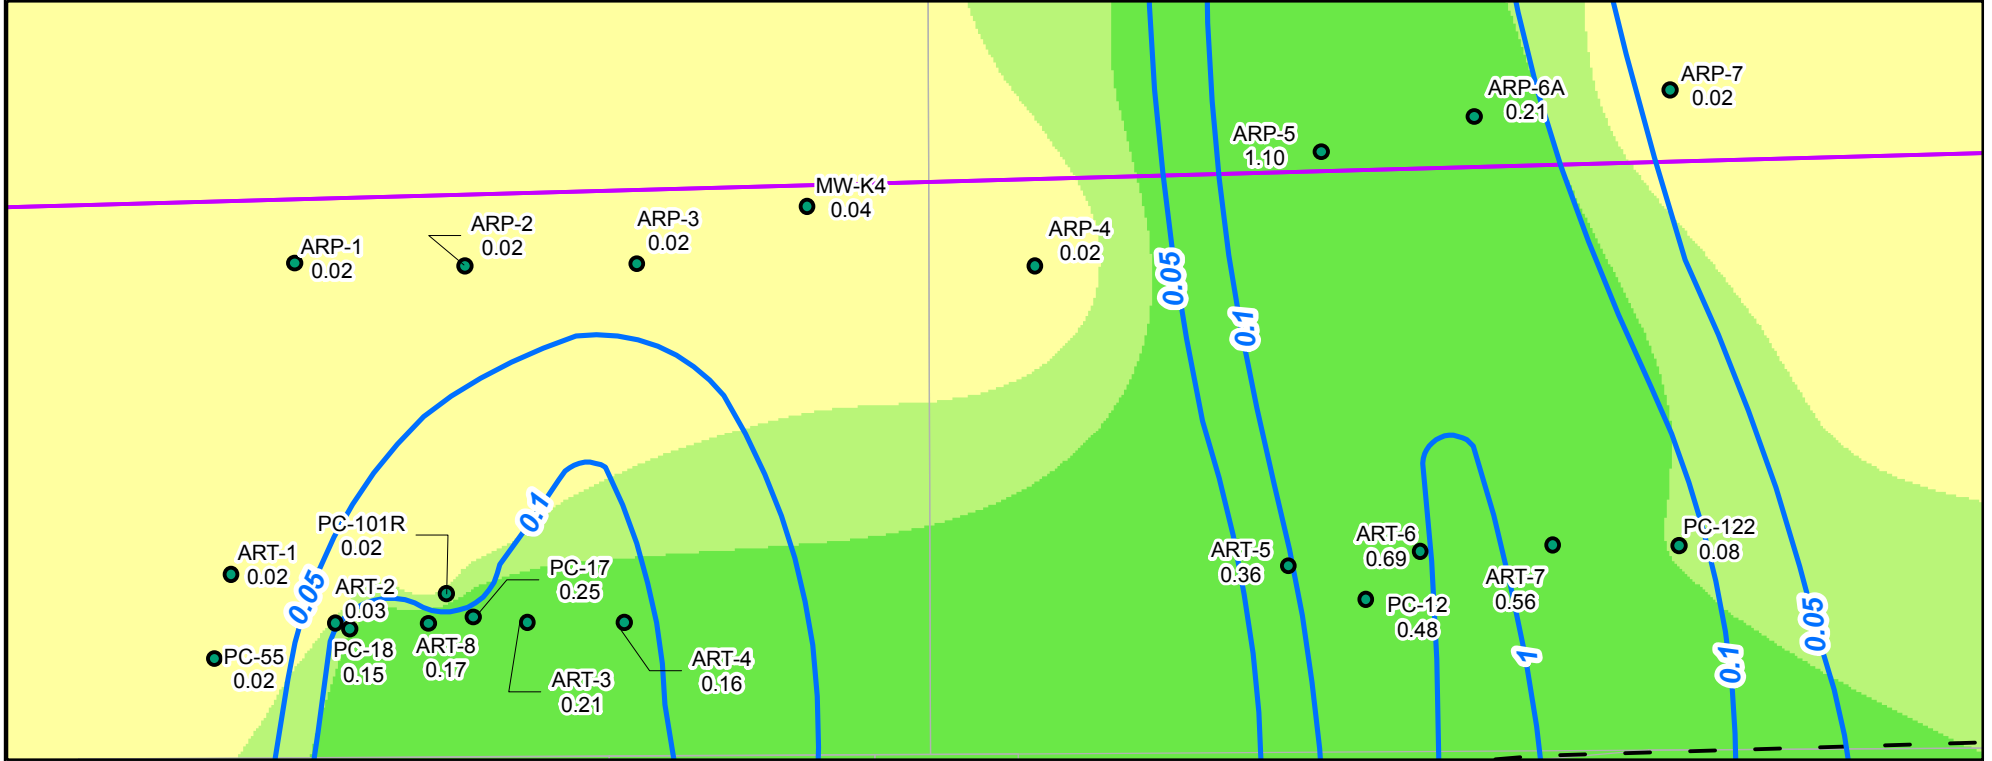 ARP-7
0.02
ARP-6A
0.21
ARP-5
1.10
MW-K4
0.04
ARP-3
0.02
ARP-2
0.02
ARP-4
0.02
ARP-1
0.02
0.05
0.1
0.1
PC-101R
0.02
PC-122
0.08
ART-6
0.69
ART-5
0.36
ART-1
0.02
PC-17
0.25
ART-7
0.56
ART-2
0.03
0.05
PC-12
0.48
0.05
PC-18
0.15
ART-8
0.17
PC-55
0.02
ART-4
0.16
1
0.1
ART-3
0.21